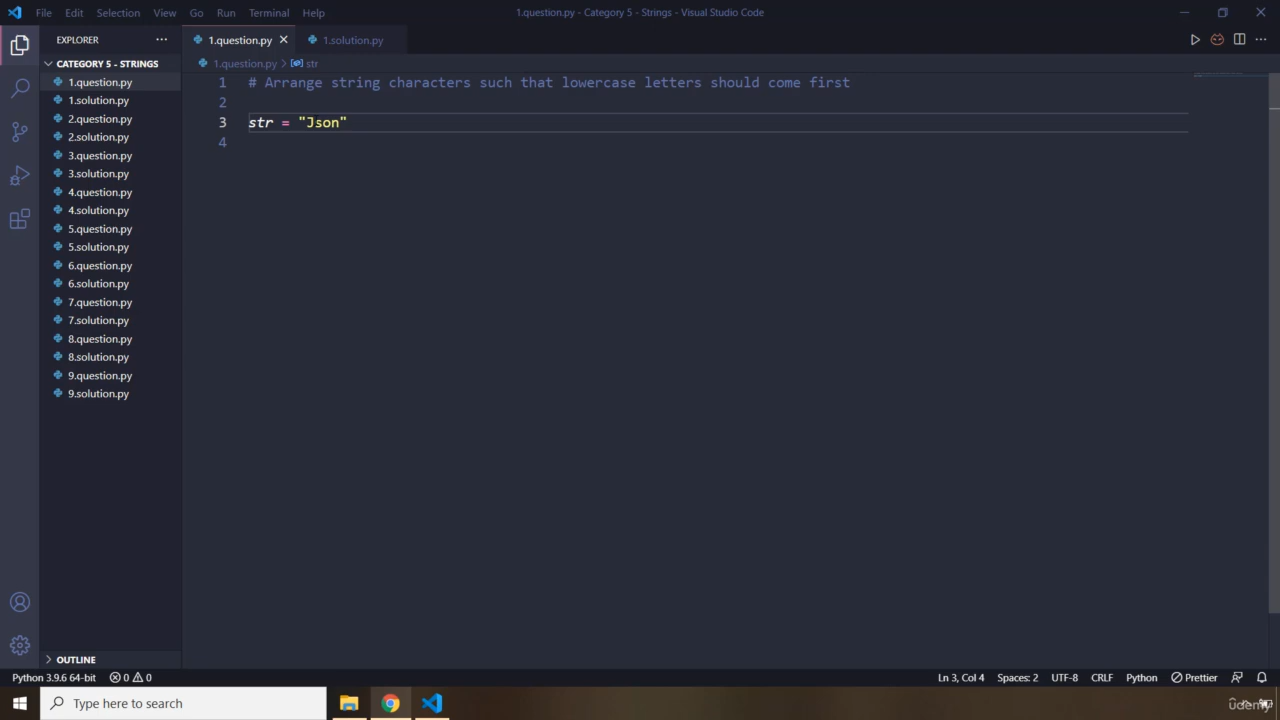 File Edit Selection View Go Run Terminal Help
1.question.py - Category 5 - Strings - Visual Studio Code
EXPLORER
CATEGORY 5 - STRINGS
1.question.py
1.solution.py
2.question.py
2.solution.py
3.question.py
3.solution.py
4.question.py
4.solution.py
5.question.py
5.solution.py
6.question.py
6.solution.py
7.question.py
7.solution.py
8.question.py
8.solution.py
9.question.py
9.solution.py
OUTLINE
1.question.py
1.solution.py
1.question.py > str
1 # Arrange string characters such that lowercase letters should come first
2
3 str = "Json"
4
Python 3.9.6 64-bit 0 0
Ln 3, Col 4 Spaces: 2 UTF-8 CRLF Python Prettier
Type here to search
udemy